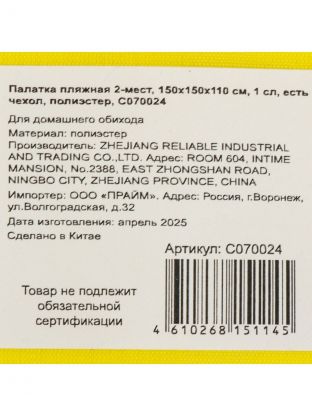 Палатка пляжная 2-мест, 150х150х110 см, 1 сл, есть
чехол, полиэстер, С070024
Для домашнего обихода
Материал: полиэстер
Производитель: ZHEJIANG RELIABLE INDUSTRIAL
AND TRADING CO.,LTD. Адрес: ROOM 604, INTIME
MANSION, No.2388, EAST ZHONGSHAN ROAD,
NINGBO CITY, ZHEJIANG PROVINCE, CHINA
Импортер: ООО «ПРАЙМ». Адрес: Россия, г.Воронеж,
ул.Волгоградская, д.32
Дата изготовления: апрель 2025
Сделано в Китае
Артикул: С070024
Товар не подлежит
обязательной
сертификации
4 610268 151145